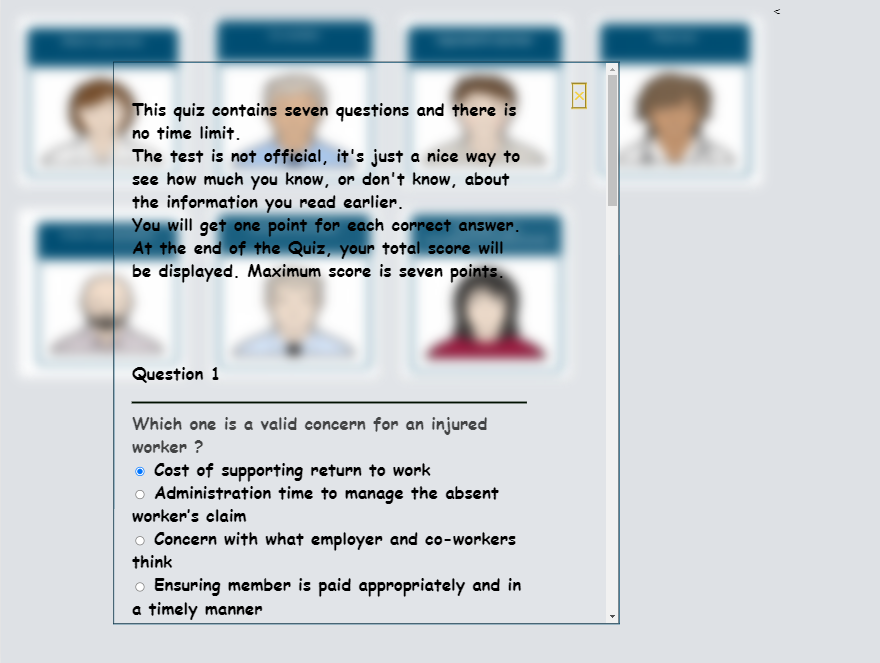 <
This quiz contains seven questions and there is
no time limit.
The test is not official, it's just a nice way to
see how much you know, or don't know, about
the information you read earlier.
You will get one point for each correct answer.
At the end of the Quiz, your total score will
be displayed. Maximum score is seven points.
Question 1
Which one is a valid concern for an injured
worker ?
Cost of supporting return to work
Administration time to manage the absent
worker's claim
Concern with what employer and co-workers
think
Ensuring member is paid appropriately and in
a timely manner